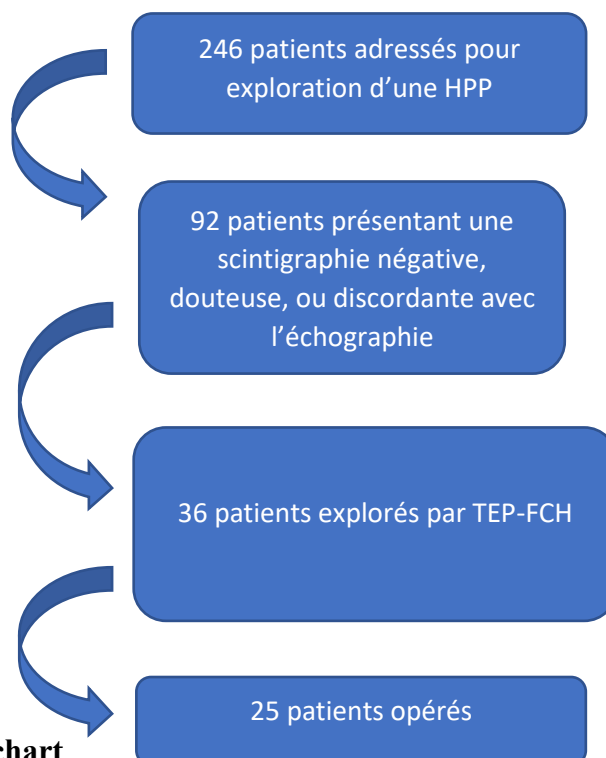 246 patients adressés pour
exploration d’une HPP
92 patients présentant une
scintigraphie négative,
douteuse, ou discordante avec
l’échographie
36 patients explorés par TEP-FCH
25 patients opérés
chart